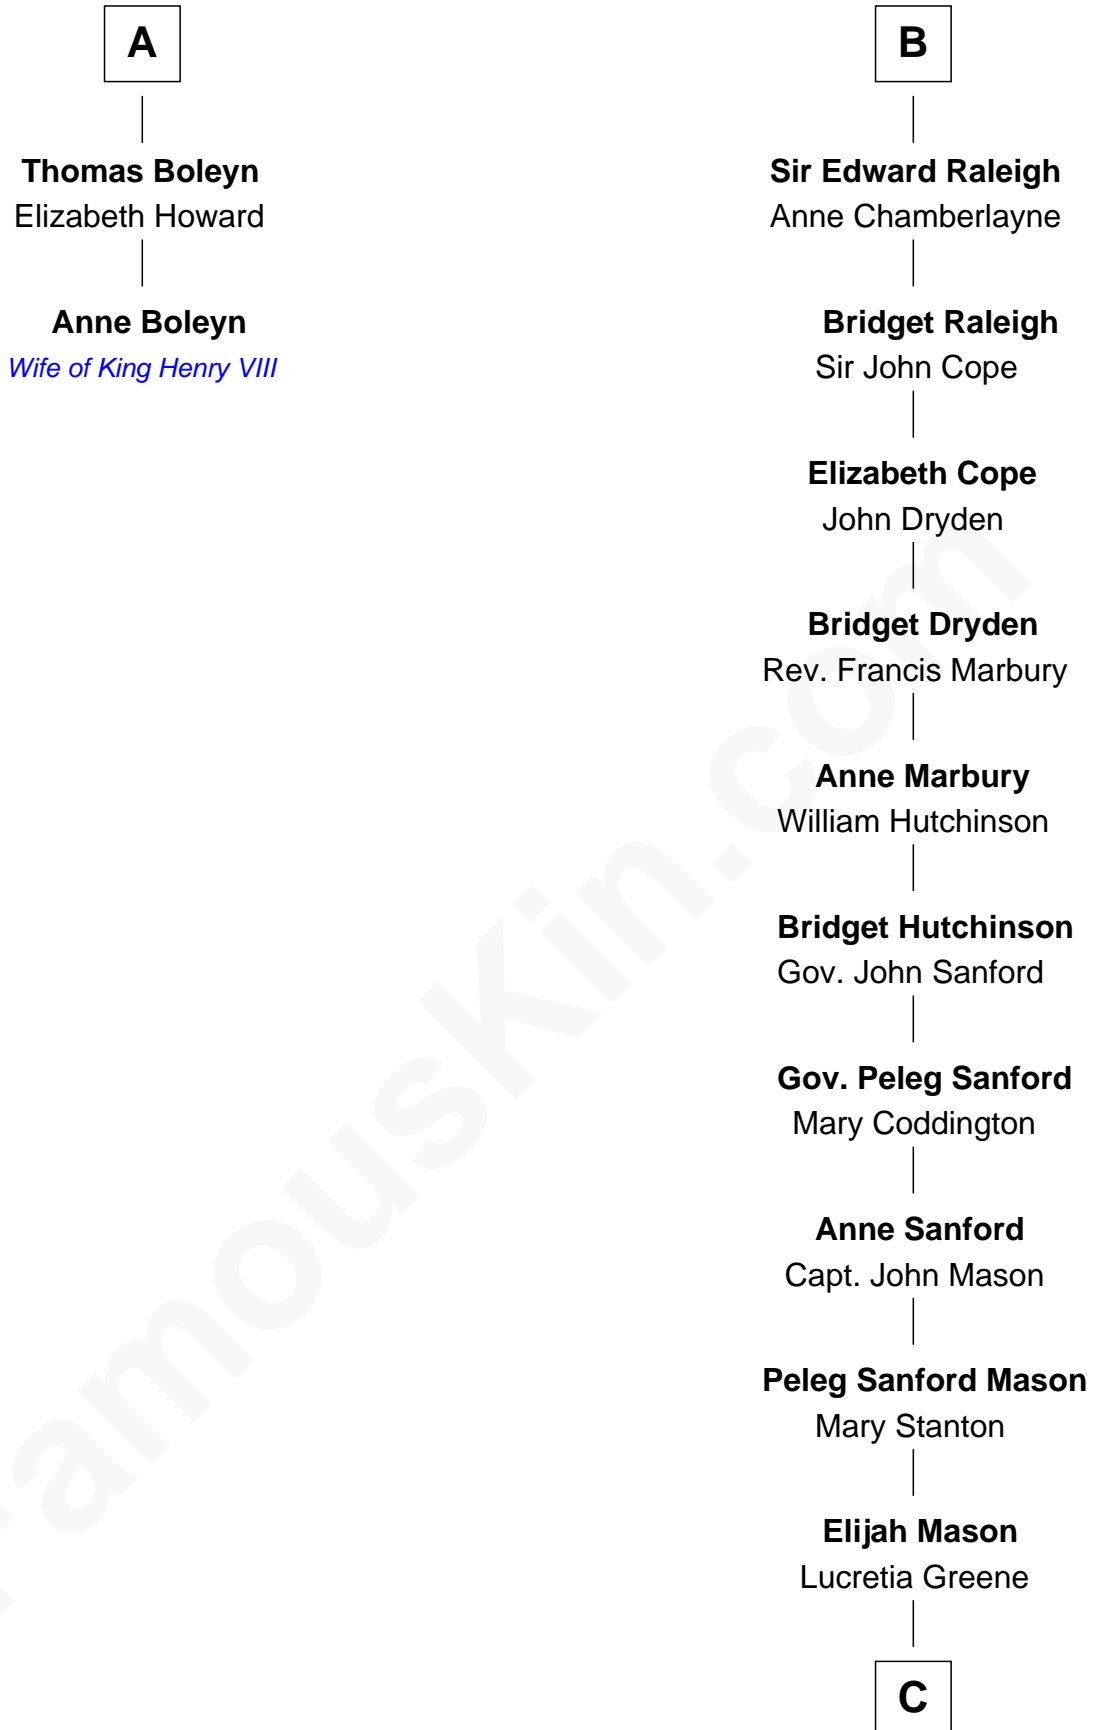 A
Thomas Boleyn
Elizabeth Howard
Anne Boleyn
Wife of King Henry VIII
B
Sir Edward Raleigh
Anne Chamberlayne
Bridget Raleigh
Sir John Cope
Elizabeth Cope
John Dryden
Bridget Dryden
Rev. Francis Marbury
Anne Marbury
William Hutchinson
Bridget Hutchinson
Gov. John Sanford
Gov. Peleg Sanford
Mary Coddington
Anne Sanford
Capt. John Mason
Peleg Sanford Mason
Mary Stanton
Elijah Mason
Lucretia Greene
C
FamousKin.com